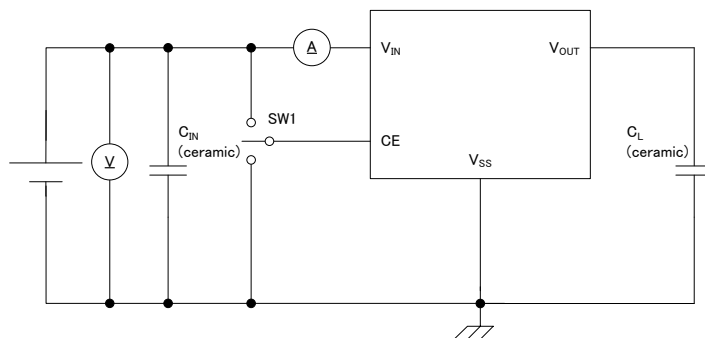 A
V_IN
V_OUT
SW1
C_IN
(ceramic)
V
CE
V_SS
C_L
(ceramic)